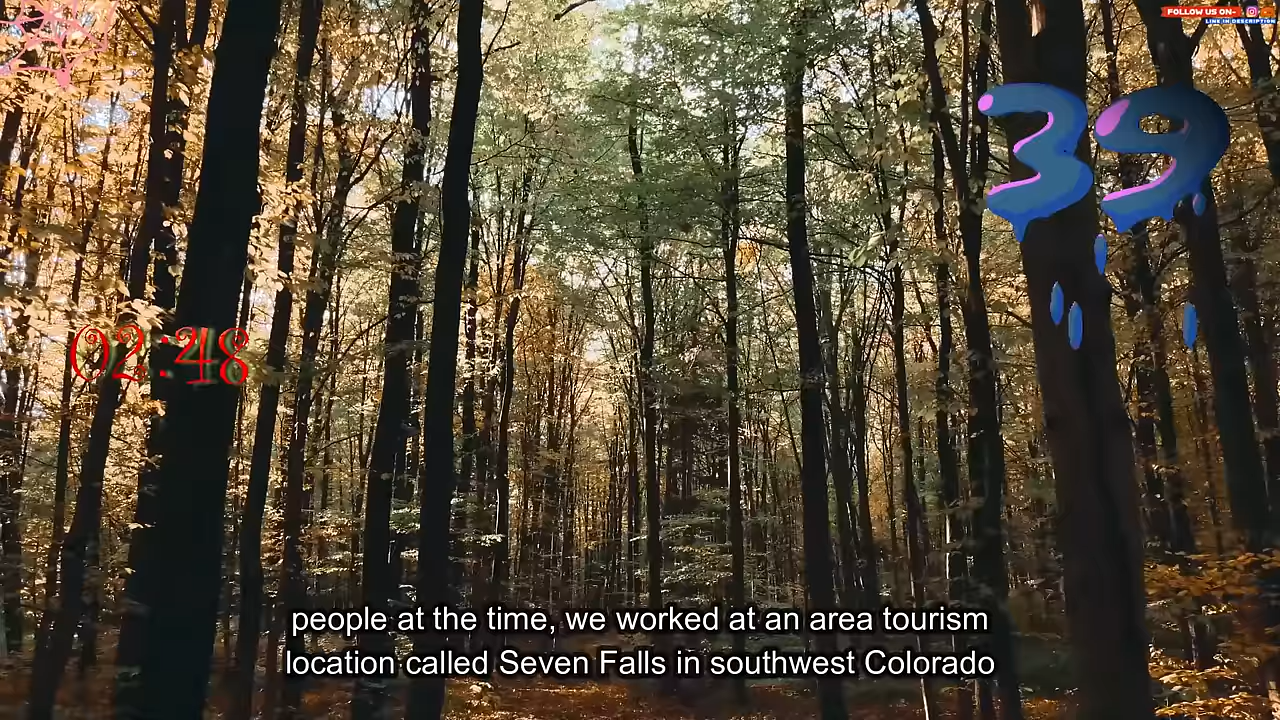 FOLLOW US ON-
LINK IN DESCRIPTION
39
02:48
people at the time, we worked at an area tourism
location called Seven Falls in southwest Colorado